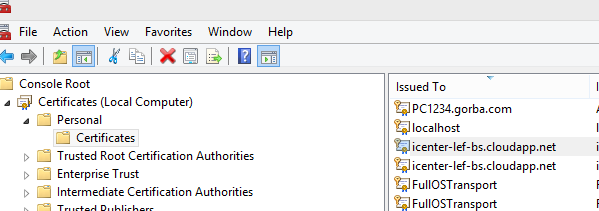 File Action View Favorites Window Help
Console Root
Certificates (Local Computer)
Personal
Certificates
Trusted Root Certification Authorities
Enterprise Trust
Intermediate Certification Authorities
Trusted Publishers
Issued To
PC1234.gorba.com
localhost
icenter-lef-bs.cloudapp.net
icenter-lef-bs.cloudapp.net
FullOSTransport
FullOSTransport